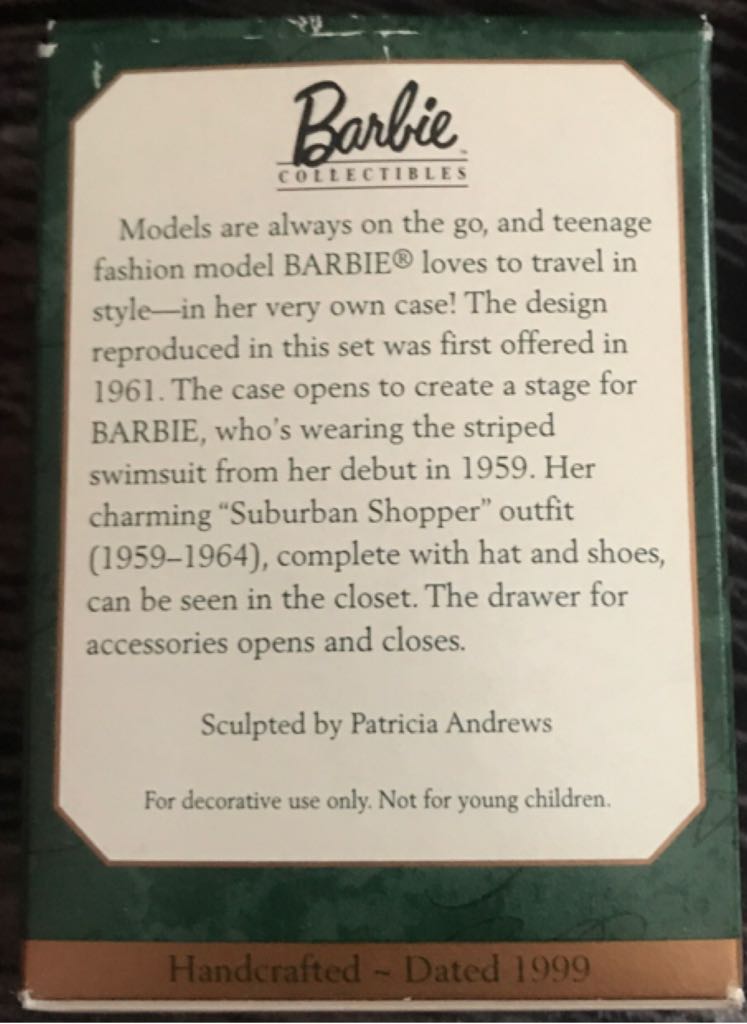 Barbie™
COLLECTIBLES
Models are always on the go, and teenage
fashion model BARBIE® loves to travel in
style—in her very own case! The design
reproduced in this set was first offered in
1961. The case opens to create a stage for
BARBIE, who's wearing the striped
swimsuit from her debut in 1959. Her
charming “Suburban Shopper” outfit
(1959–1964), complete with hat and shoes,
can be seen in the closet. The drawer for
accessories opens and closes.
Sculpted by Patricia Andrews
For decorative use only. Not for young children.
Handcrafted ~ Dated 1999